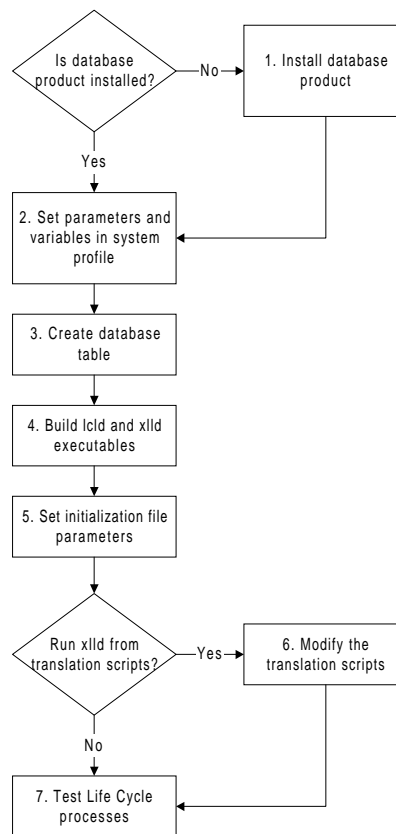 Is database
product installed?
No
1. Install database
product
Yes
2. Set parameters and
variables in system
profile
3. Create database
table
4. Build lcld and xlld
executables
5. Set initialization file
parameters
Run xlld from
translation scripts?
Yes
6. Modify the
translation scripts
No
7. Test Life Cycle
processes